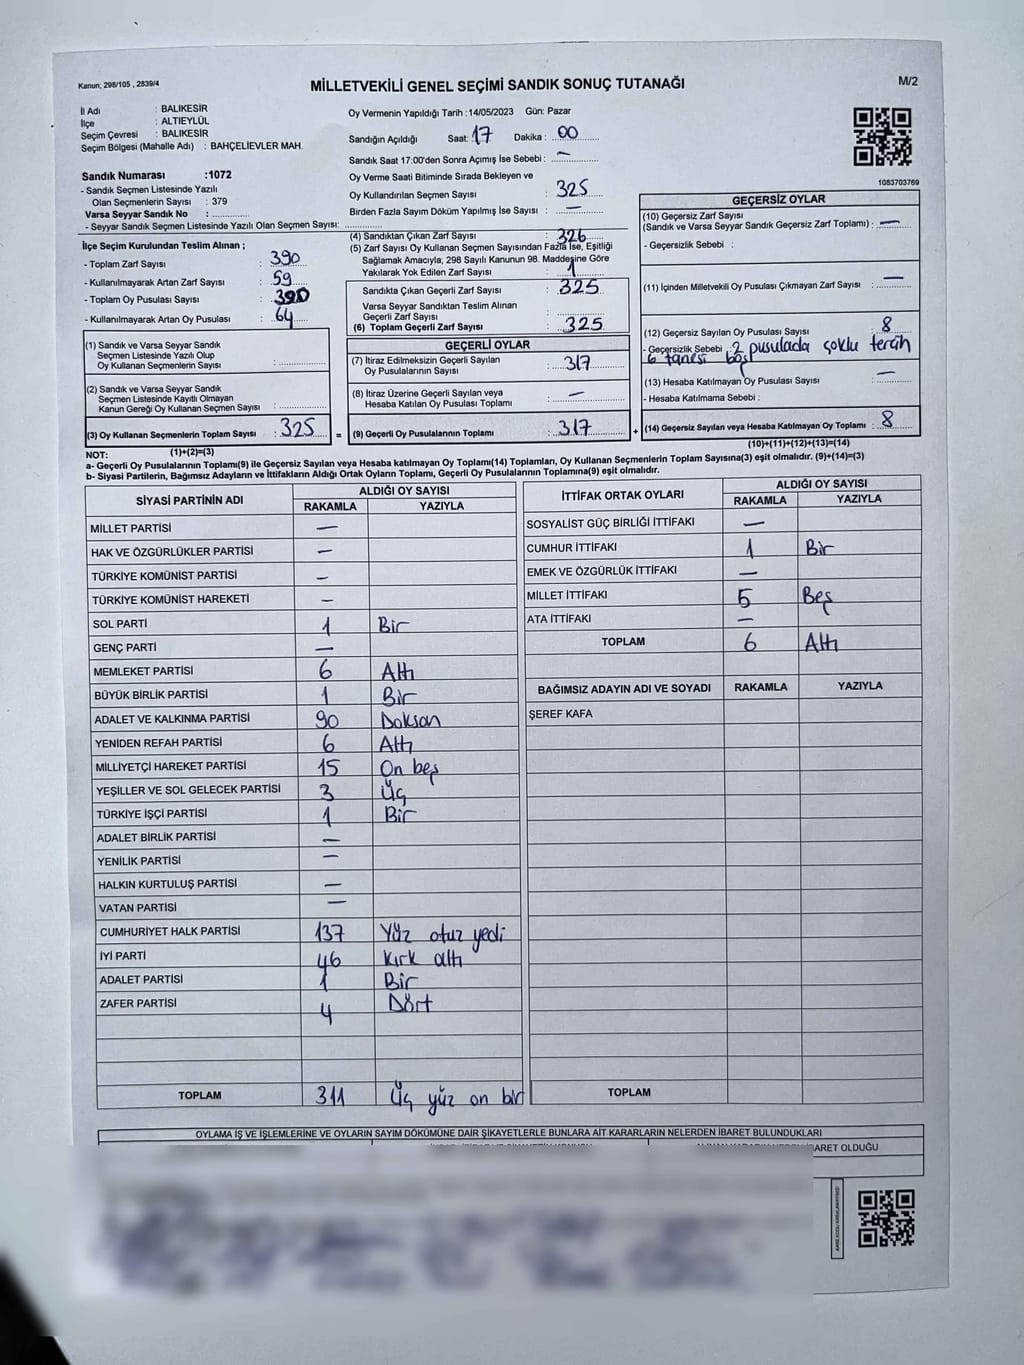 Kanun; 298/105 , 2839/4
MİLLETVEKİLİ GENEL SEÇİMİ SANDIK SONUÇ TUTANAĞI
M/2
İl Adı : BALIKESİR
İlçe : ALTIEYLÜL
Seçim Çevresi : BALIKESİR
Seçim Bölgesi (Mahalle Adı) : BAHÇELİEVLER MAH.
Sandık Numarası :1072
- Sandık Seçmen Listesinde Yazılı
Olan Seçmenlerin Sayısı : 379
Varsa Seyyar Sandık No :
- Seyyar Sandık Seçmen Listesinde Yazılı Olan Seçmen Sayısı:
Oy Vermenin Yapıldığı Tarih :14/05/2023 Gün: Pazar
Sandığın Açıldığı Saat: 17 Dakika : 00
Sandık Saat 17:00'den Sonra Açımış İse Sebebi : —
Oy Verme Saati Bitiminde Sırada Bekleyen ve
Oy Kullandırılan Seçmen Sayısı : 325
Birden Fazla Sayım Döküm Yapılmış İse Sayısı : —
1083703769
İlçe Seçim Kurulundan Teslim Alınan ;
- Toplam Zarf Sayısı : 390
- Kullanılmayarak Artan Zarf Sayısı : 59
- Toplam Oy Pusulası Sayısı : 390
- Kullanılmayarak Artan Oy Pusulası : 64
(4) Sandıktan Çıkan Zarf Sayısı : 326
(5) Zarf Sayısı Oy Kullanan Seçmen Sayısından Fazla İse, Eşitliği
Sağlamak Amacıyla; 298 Sayılı Kanunun 98. Maddesine Göre
Yakılarak Yok Edilen Zarf Sayısı : 1
Sandıkta Çıkan Geçerli Zarf Sayısı : 325
Varsa Seyyar Sandıktan Teslim Alınan
Geçerli Zarf Sayısı :
(6) Toplam Geçerli Zarf Sayısı : 325
GEÇERSİZ OYLAR
(10) Geçersiz Zarf Sayısı
(Sandık ve Varsa Seyyar Sandık Geçersiz Zarf Toplamı) : —
- Geçersizlik Sebebi :
(11) İçinden Milletvekili Oy Pusulası Çıkmayan Zarf Sayısı : —
(12) Geçersiz Sayılan Oy Pusulası Sayısı : 8
- Geçersizlik Sebebi : 2 pusulada çoklu tercih
6 tanesi boş
(13) Hesaba Katılmayan Oy Pusulası Sayısı : —
- Hesaba Katılmama Sebebi :
(14) Geçersiz Sayılan veya Hesaba Katılmayan Oy Toplamı : 8
(10)+(11)+(12)+(13)=(14)
(1) Sandık ve Varsa Seyyar Sandık
Seçmen Listesinde Yazılı Olup
Oy Kullanan Seçmenlerin Sayısı :
(2) Sandık ve Varsa Seyyar Sandık
Seçmen Listesinde Kayıtlı Olmayan
Kanun Gereği Oy Kullanan Seçmen Sayısı :
(3) Oy Kullanan Seçmenlerin Toplam Sayısı : 325 =
(1)+(2)=(3)
GEÇERLİ OYLAR
(7) İtiraz Edilmeksizin Geçerli Sayılan
Oy Pusulalarının Sayısı : 317
(8) İtiraz Üzerine Geçerli Sayılan veya
Hesaba Katılan Oy Pusulası Toplamı : —
(9) Geçerli Oy Pusulalarının Toplamı : 317 +
NOT:
a- Geçerli Oy Pusulalarının Toplamı(9) ile Geçersiz Sayılan veya Hesaba katılmayan Oy Toplamı(14) Toplamları, Oy Kullanan Seçmenlerin Toplam Sayısına(3) eşit olmalıdır. (9)+(14)=(3)
b- Siyasi Partilerin, Bağımsız Adayların ve İttifakların Aldığı Ortak Oyların Toplamı, Geçerli Oy Pusulalarının Toplamına(9) eşit olmalıdır.
SİYASİ PARTİNİN ADI ALDIĞI OY SAYISI
RAKAMLA YAZIYLA
MİLLET PARTİSİ —
HAK VE ÖZGÜRLÜKLER PARTİSİ —
TÜRKİYE KOMÜNİST PARTİSİ —
TÜRKİYE KOMÜNİST HAREKETİ —
SOL PARTİ 1 Bir
GENÇ PARTİ —
MEMLEKET PARTİSİ 6 Altı
BÜYÜK BİRLİK PARTİSİ 1 Bir
ADALET VE KALKINMA PARTİSİ 90 Doksan
YENİDEN REFAH PARTİSİ 6 Altı
MİLLİYETÇİ HAREKET PARTİSİ 15 On beş
YEŞİLLER VE SOL GELECEK PARTİSİ 3 Üç
TÜRKİYE İŞÇİ PARTİSİ 1 Bir
ADALET BİRLİK PARTİSİ —
YENİLİK PARTİSİ —
HALKIN KURTULUŞ PARTİSİ —
VATAN PARTİSİ —
CUMHURİYET HALK PARTİSİ 137 Yüz otuz yedi
İYİ PARTİ 46 Kırk altı
ADALET PARTİSİ 1 Bir
ZAFER PARTİSİ 4 Dört
TOPLAM 311 Üç yüz on bir
İTTİFAK ORTAK OYLARI ALDIĞI OY SAYISI
RAKAMLA YAZIYLA
SOSYALİST GÜÇ BİRLİĞİ İTTİFAKI —
CUMHUR İTTİFAKI 1 Bir
EMEK VE ÖZGÜRLÜK İTTİFAKI —
MİLLET İTTİFAKI 5 Beş
ATA İTTİFAKI —
TOPLAM 6 Altı
BAĞIMSIZ ADAYIN ADI VE SOYADI RAKAMLA YAZIYLA
ŞEREF KAFA
TOPLAM
OYLAMA İŞ VE İŞLEMLERİNE VE OYLARIN SAYIM DÖKÜMÜNE DAİR ŞİKAYETLERLE BUNLARA AİT KARARLARIN NELERDEN İBARET BULUNDUKLARI
BARET OLDUĞU